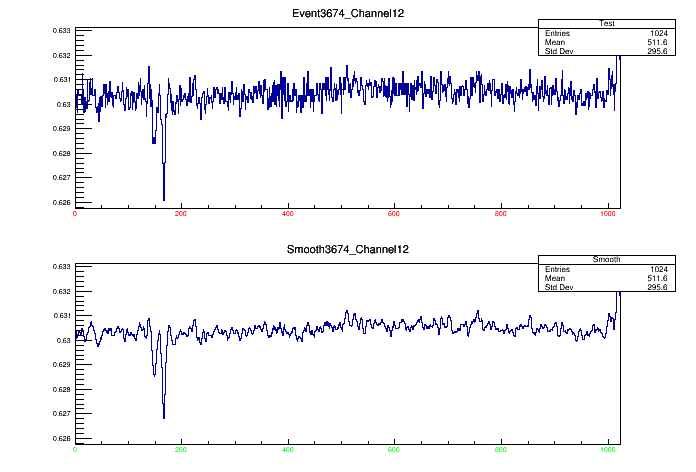 Event3674_Channel12
Test
Entries 1024
Mean 511.6
Std Dev 295.6
0.633
0.632
0.631
0.63
0.629
0.628
0.627
0.626
0 200 400 600 800 1000
Smooth3674_Channel12
Smooth
Entries 1024
Mean 511.6
Std Dev 295.6
0.633
0.632
0.631
0.63
0.629
0.628
0.627
0.626
0 200 400 600 800 1000